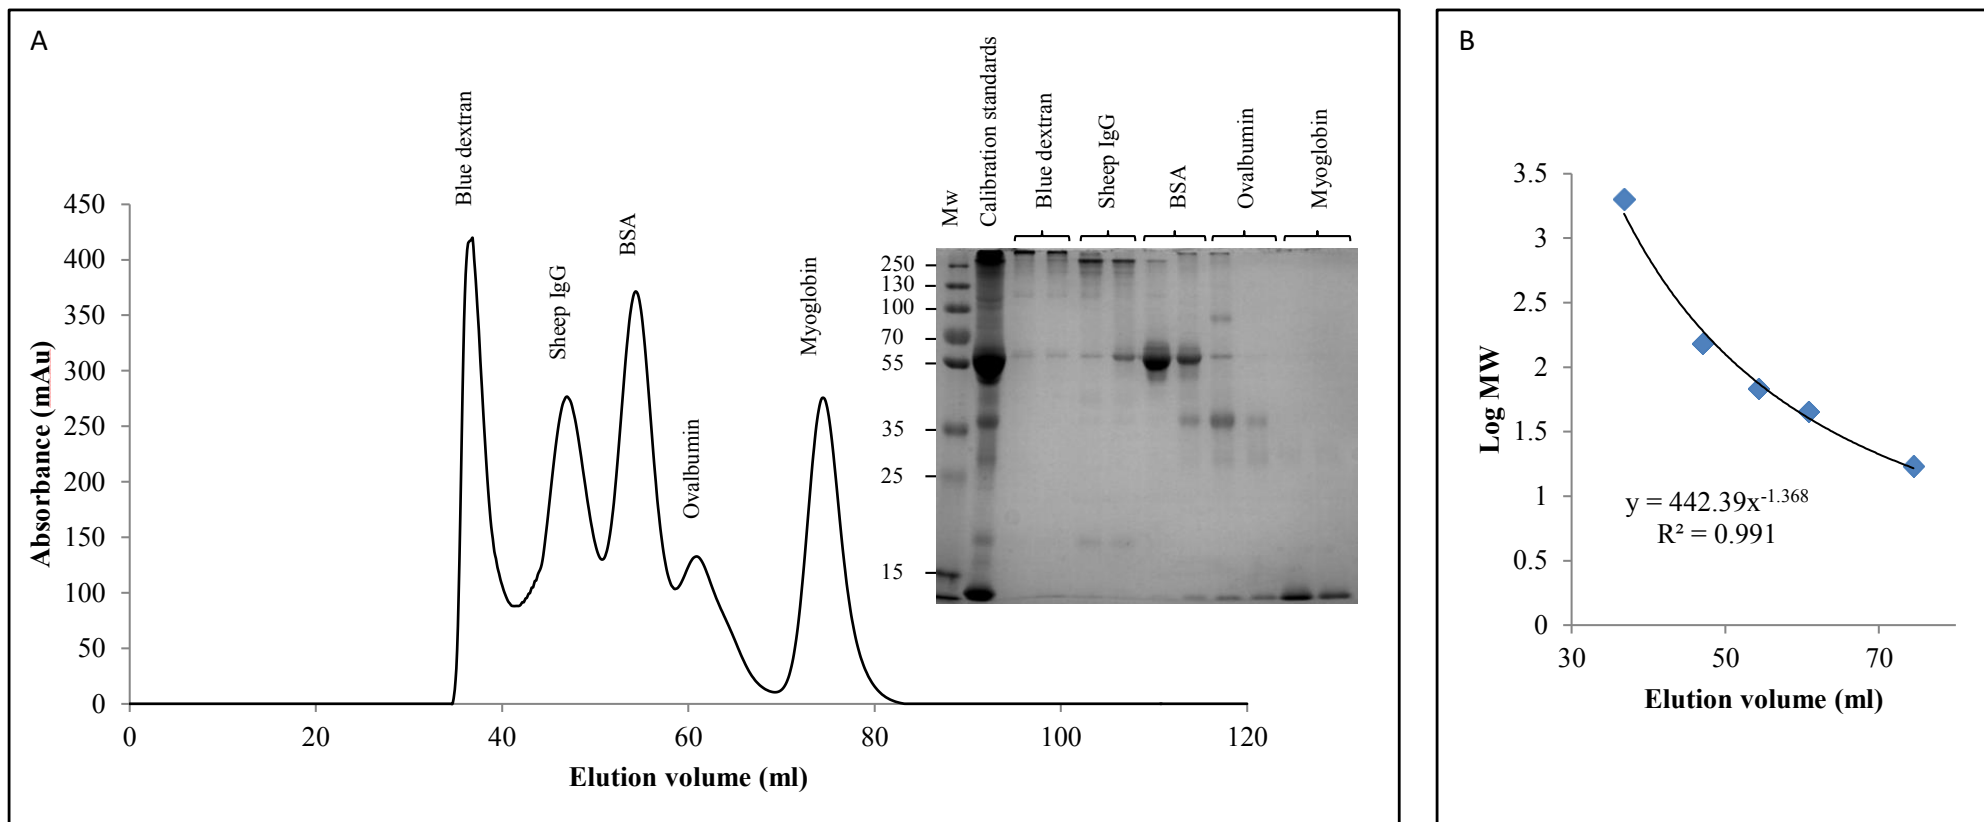 A
Blue dextran
Sheep IgG
BSA
Ovalbumin
Myoglobin
Mw
Calibration standards
Blue dextran
Sheep IgG
BSA
Ovalbumin
Myoglobin
250
130
100
70
55
35
25
15
450
400
350
300
250
200
150
100
50
0
Absorbance (mAu)
0 20 40 60 80 100 120
Elution volume (ml)
B
3.5
3
2.5
2
1.5
1
0.5
0
Log MW
y = 442.39x^-1.368
R² = 0.991
30 50 70
Elution volume (ml)